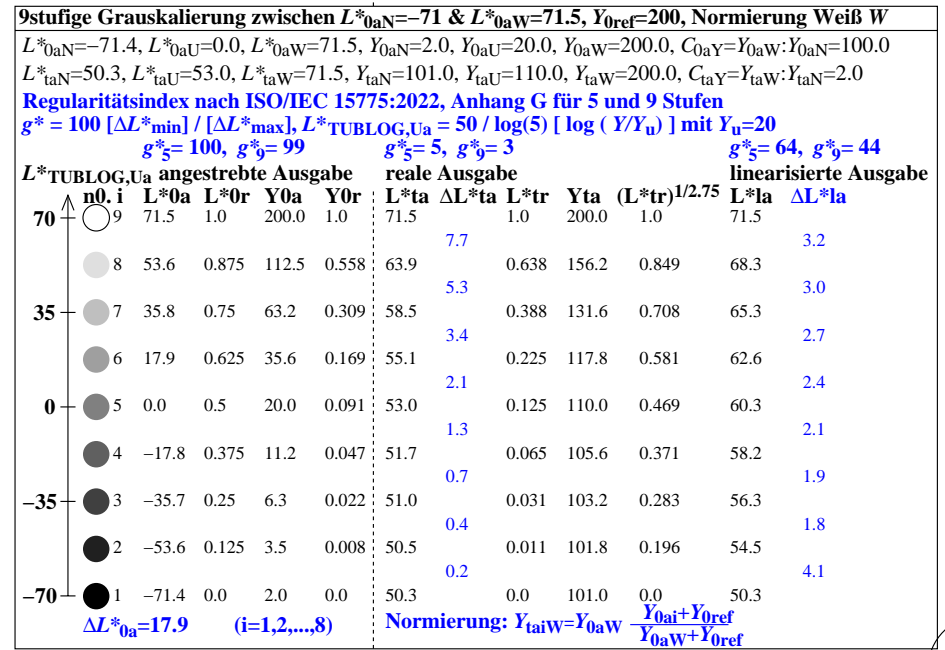 9stufige Grauskalierung zwischen L*0aN=−71 & L*0aW=71.5, Y0ref=200, Normierung Weiß W
L*0aN=−71.4, L*0aU=0.0, L*0aW=71.5, Y0aN=2.0, Y0aU=20.0, Y0aW=200.0, C0aY=Y0aW:Y0aN=100.0
L*taN=50.3, L*taU=53.0, L*taW=71.5, YtaN=101.0, YtaU=110.0, YtaW=200.0, CtaY=YtaW:YtaN=2.0
Regularitätsindex nach ISO/IEC 15775:2022, Anhang G für 5 und 9 Stufen
g* = 100 [ΔL*min] / [ΔL*max], L*TUBLOG,Ua = 50 / log(5) [ log ( Y/Yu) ] mit Yu=20
g*5= 100, g*9= 99 g*5= 5, g*9= 3 g*5= 64, g*9= 44
L*TUBLOG,Ua angestrebte Ausgabe reale Ausgabe linearisierte Ausgabe
n0. i L*0a L*0r Y0a Y0r L*ta ΔL*ta L*tr Yta (L*tr)1/2.75 L*la ΔL*la
70 9 71.5 1.0 200.0 1.0 71.5 1.0 200.0 1.0 71.5
7.7 3.2
8 53.6 0.875 112.5 0.558 63.9 0.638 156.2 0.849 68.3
5.3 3.0
35 7 35.8 0.75 63.2 0.309 58.5 0.388 131.6 0.708 65.3
3.4 2.7
6 17.9 0.625 35.6 0.169 55.1 0.225 117.8 0.581 62.6
2.1 2.4
0 5 0.0 0.5 20.0 0.091 53.0 0.125 110.0 0.469 60.3
1.3 2.1
4 −17.8 0.375 11.2 0.047 51.7 0.065 105.6 0.371 58.2
0.7 1.9
−35 3 −35.7 0.25 6.3 0.022 51.0 0.031 103.2 0.283 56.3
0.4 1.8
2 −53.6 0.125 3.5 0.008 50.5 0.011 101.8 0.196 54.5
0.2 4.1
−70 1 −71.4 0.0 2.0 0.0 50.3 0.0 101.0 0.0 50.3
ΔL*0a=17.9 (i=1,2,...,8) Normierung: YtaiW=Y0aW Y0ai+Y0ref
Y0aW+Y0ref